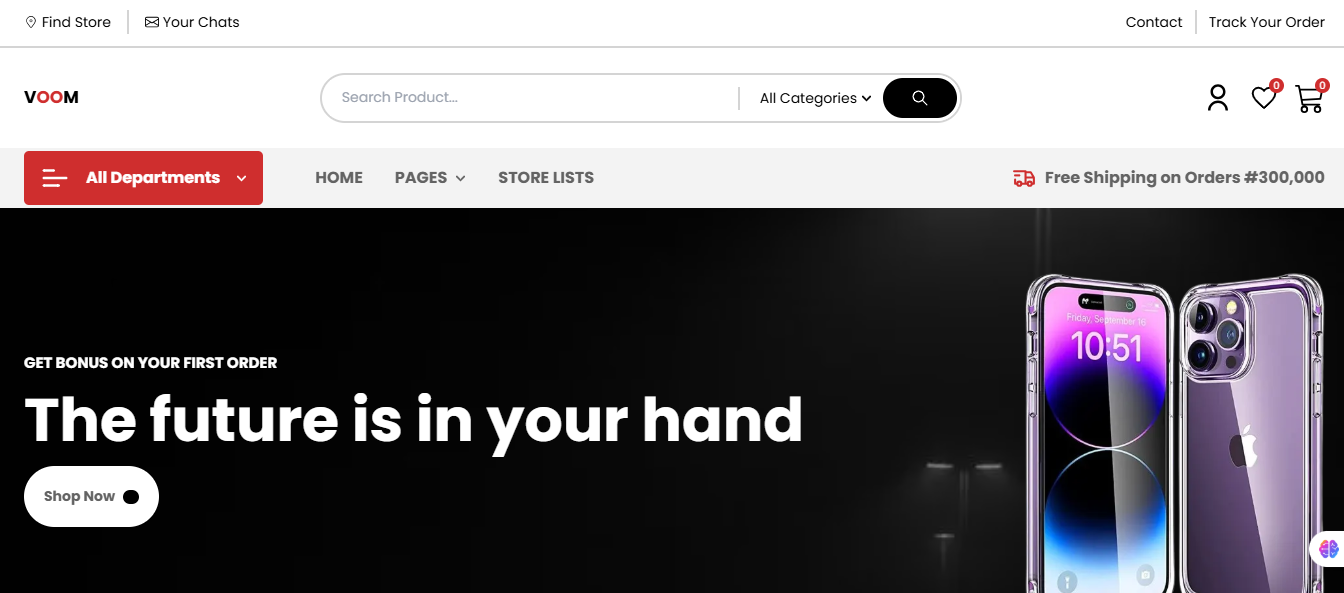 Find Store
Your Chats
Contact
Track Your Order
VOOM
Search Product...
All Categories
0
0
All Departments
HOME
PAGES
STORE LISTS
Free Shipping on Orders #300,000
GET BONUS ON YOUR FIRST ORDER
The future is in your hand
Shop Now
Friday, September 16
10:51